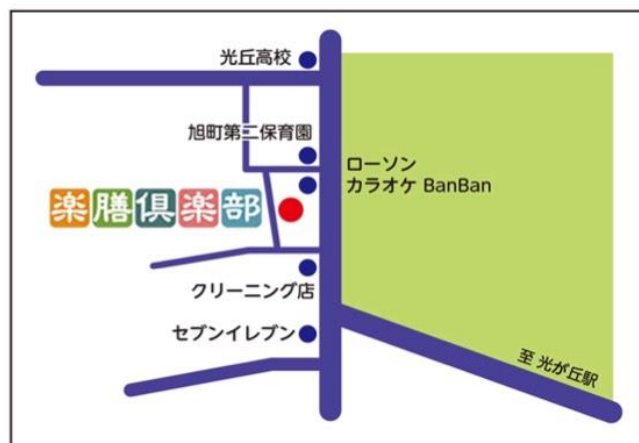 光丘高校
旭町第二保育園
ローソン
カラオケ BanBan
楽膳倶楽部
クリーニング店
セブンイレブン
至 光が丘駅